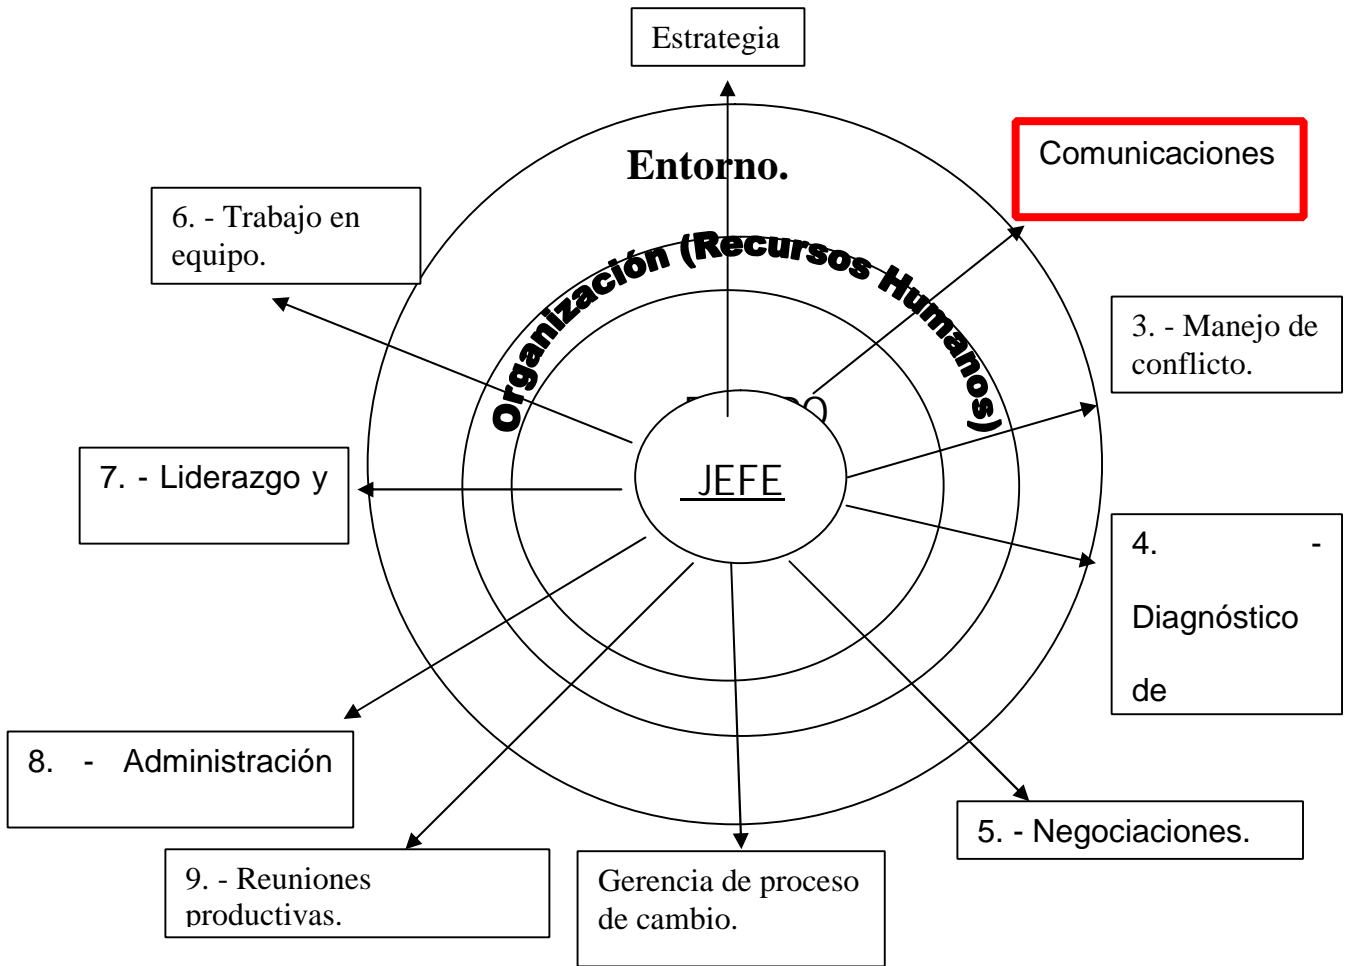 Estrategia
Comunicaciones
Entorno.
6. - Trabajo en
equipo.
Organización (Recursos Humanos)
3. - Manejo de
conflicto.
JEFE
7. - Liderazgo y
4. -
Diagnóstico
de
8. - Administración
5. - Negociaciones.
9. - Reuniones
productivas.
Gerencia de proceso
de cambio.